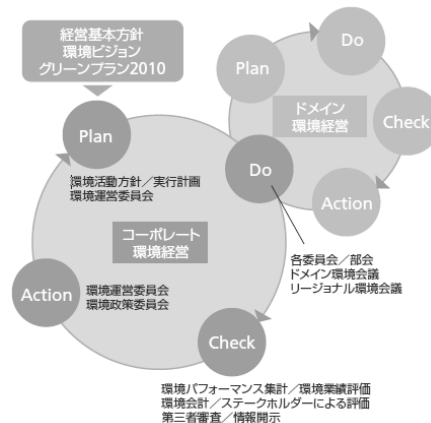 経営基本方針
環境ビジョン
グリーンプラン2010
Plan
環境活動方針／実行計画
環境運営委員会
コーポレート
環境経営
Do
各委員会／部会
ドメイン環境会議
リージョナル環境会議
Check
環境パフォーマンス集計／環境業績評価
環境会計／ステークホルダーによる評価
第三者審査／情報開示
Action
環境運営委員会
環境政策委員会
Plan
Do
ドメイン
環境経営
Check
Action